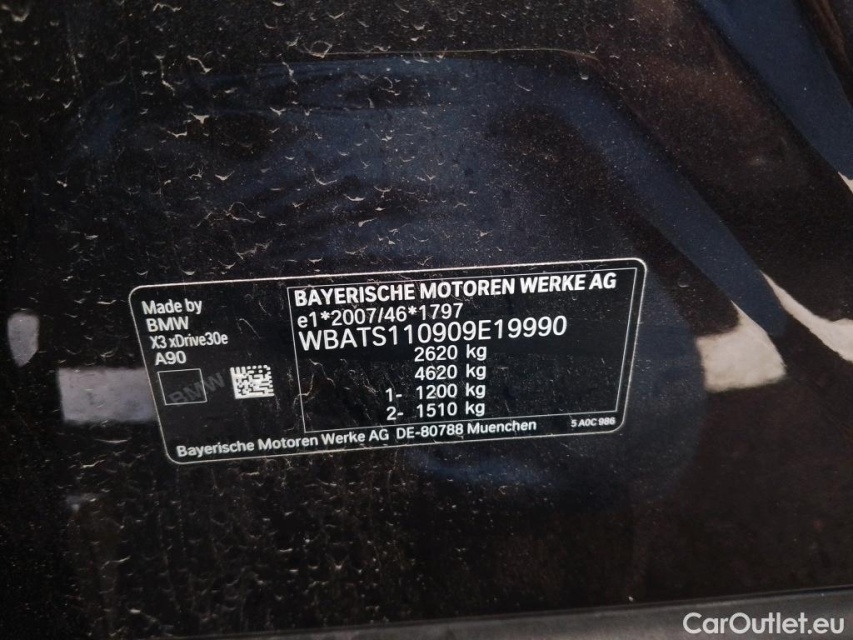 Made by
BMW
X3 xDrive30e
A90
BMW
BAYERISCHE MOTOREN WERKE AG
e1*2007/46*1797
WBATS110909E19990
2620 kg
4620 kg
1- 1200 kg
2- 1510 kg
Bayerische Motoren Werke AG DE-80788 Muenchen
5 A0C 986
CarOutlet.eu